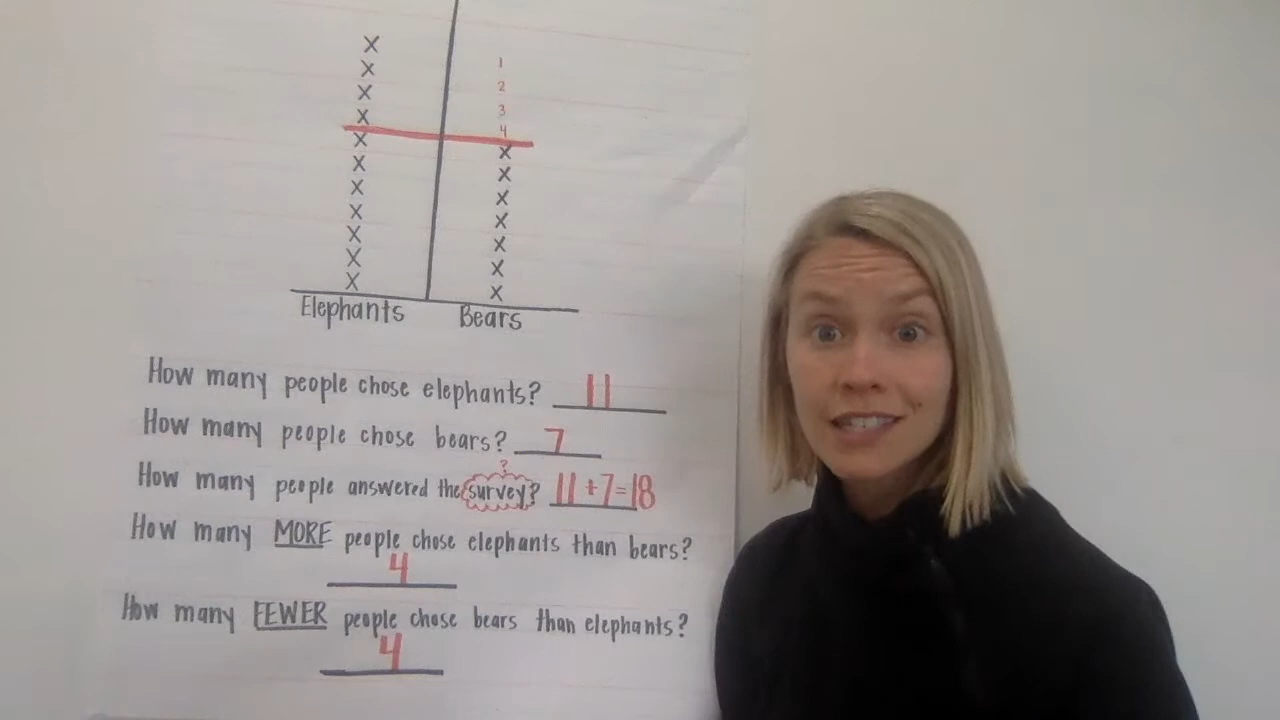 X
X
X 1
X 2
X 3
X 4
X X
X X
X X
X X
X X
X X
X X
Elephants Bears
How many people chose elephants? 11
How many people chose bears? 7
?
How many people answered the survey? 11 + 7 = 18
How many MORE people chose elephants than bears?
4
How many FEWER people chose bears than elephants?
4